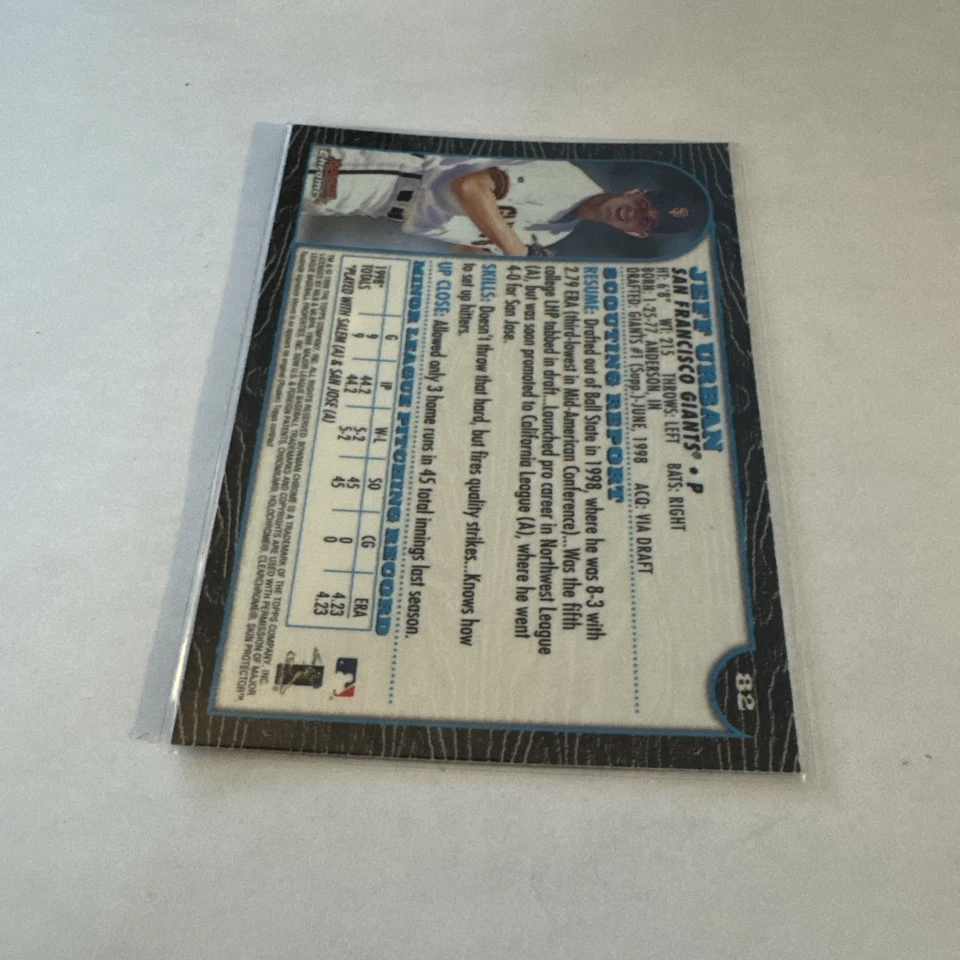 82
JEFF URBAN
SAN FRANCISCO GIANTS® • P
HT: 6'8" WT: 215 THROWS: LEFT BATS: RIGHT
BORN: 1-25-77, ANDERSON, IN
DRAFTED: GIANTS #1 (Supp.)-JUNE, 1998 ACQ: VIA DRAFT
SCOUTING REPORT
RESUME: Drafted out of Ball State in 1998, where he was 8-3 with
2.79 ERA (third-lowest in Mid-American Conference)...Was the fifth
college LHP tabbed in draft...Launched pro career in Northwest League
(A), but was soon promoted to California League (A), where he went
4-0 for San Jose.
SKILLS: Doesn't throw that hard, but fires quality strikes...Knows how
to set up hitters.
UP CLOSE: Allowed only 3 home runs in 45 total innings last season.
MINOR LEAGUE PITCHING RECORD
G IP W-L SO CG ERA
1998* 9 44.2 5-2 45 0 4.23
TOTALS 9 44.2 5-2 45 0 4.23
*PLAYED WITH SALEM (A) & SAN JOSE (A)
CHROME